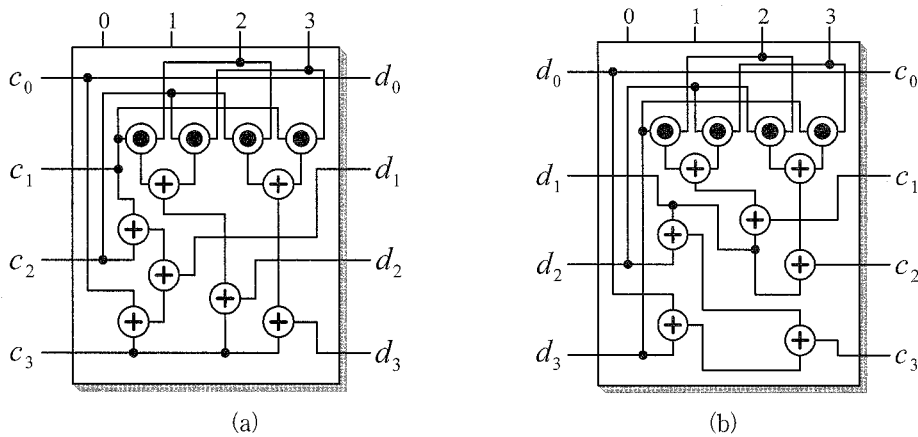 0 1 2 3
c₀ d₀
c₁ d₁
c₂ d₂
c₃ d₃
(a)
0 1 2 3
d₀ c₀
d₁ c₁
d₂ c₂
d₃ c₃
(b)